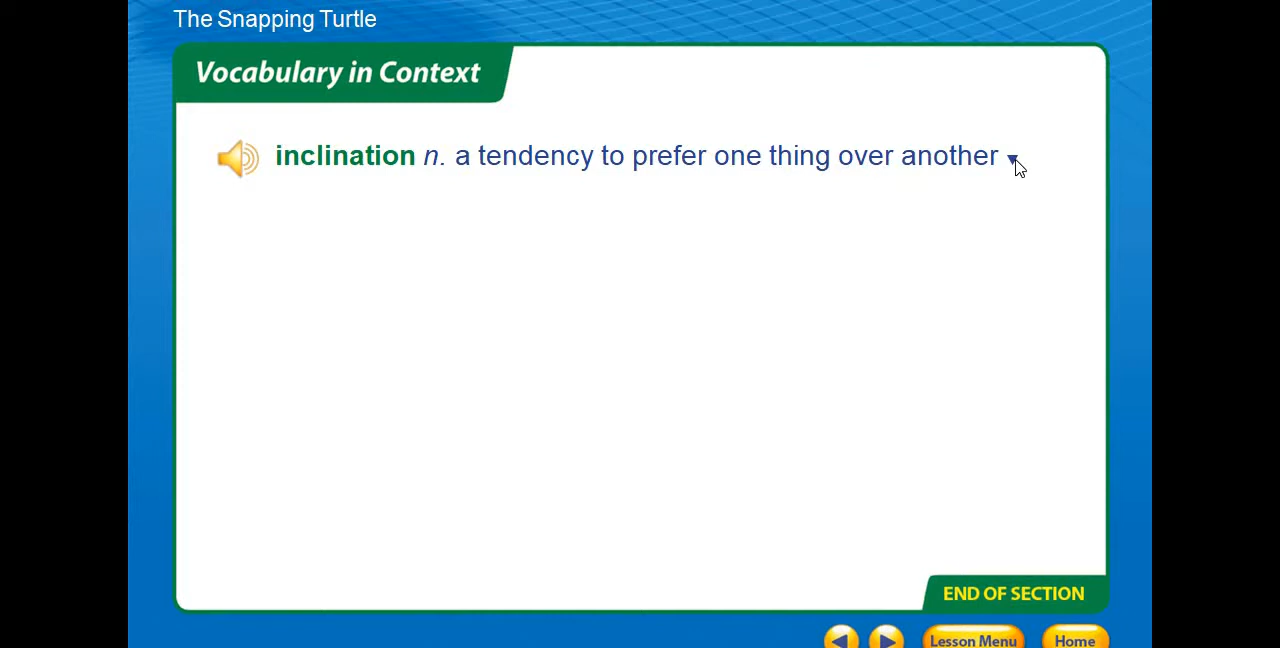 The Snapping Turtle
Vocabulary in Context
inclination n. a tendency to prefer one thing over another
END OF SECTION
Lesson Menu
Home